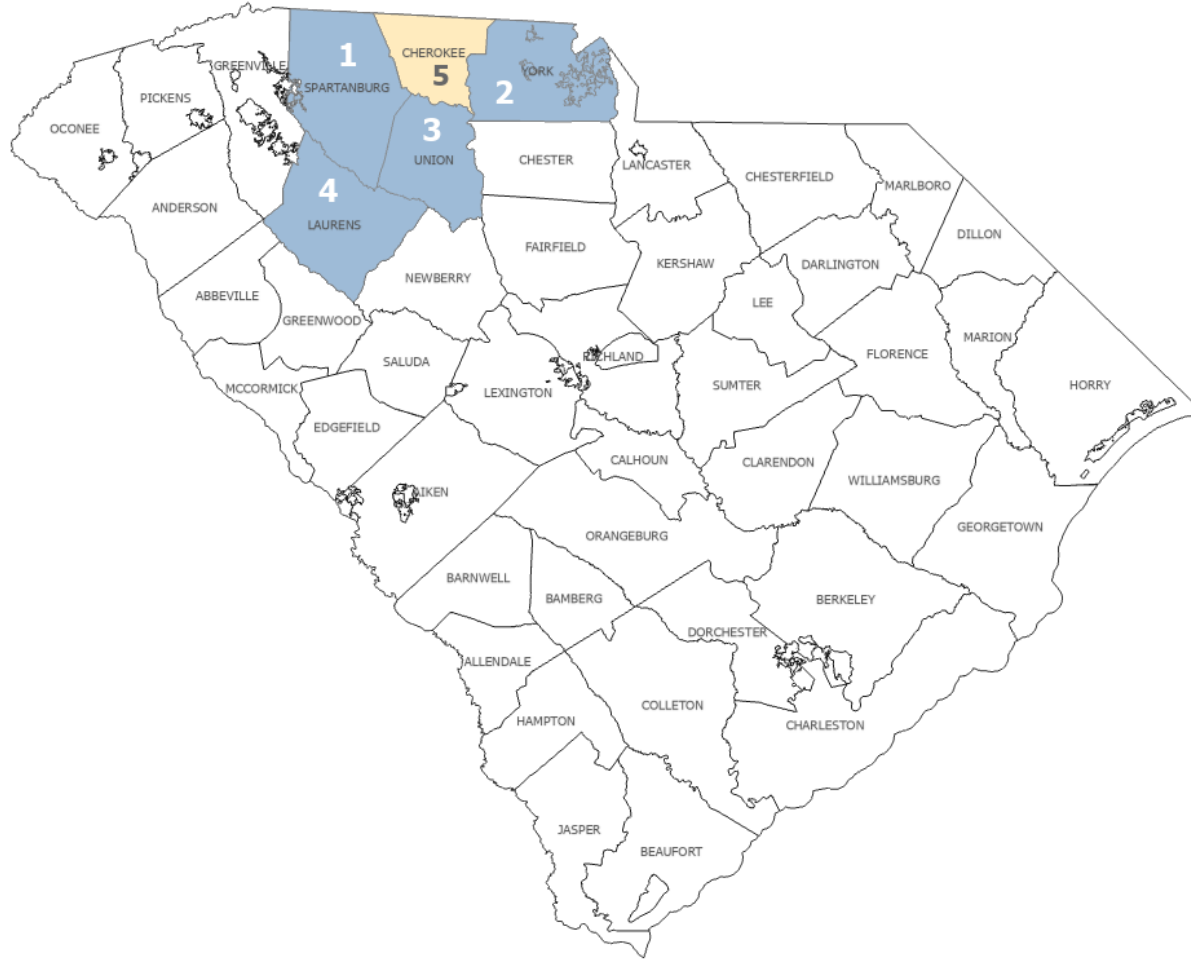 1
CHEROKEE
5
GREENVILLE
SPARTANBURG
YORK
2
PICKENS
3
OCONEE
UNION
CHESTER
LANCASTER
CHESTERFIELD
MARLBORO
4
ANDERSON
LAURENS
DILLON
FAIRFIELD
KERSHAW
DARLINGTON
NEWBERRY
ABBEVILLE
LEE
GREENWOOD
MARION
RICHLAND
FLORENCE
SALUDA
MCCORMICK
LEXINGTON
SUMTER
HORRY
EDGEFIELD
CALHOUN
CLARENDON
WILLIAMSBURG
AIKEN
GEORGETOWN
ORANGEBURG
BARNWELL
BAMBERG
BERKELEY
DORCHESTER
ALLENDALE
COLLETON
HAMPTON
CHARLESTON
JASPER
BEAUFORT